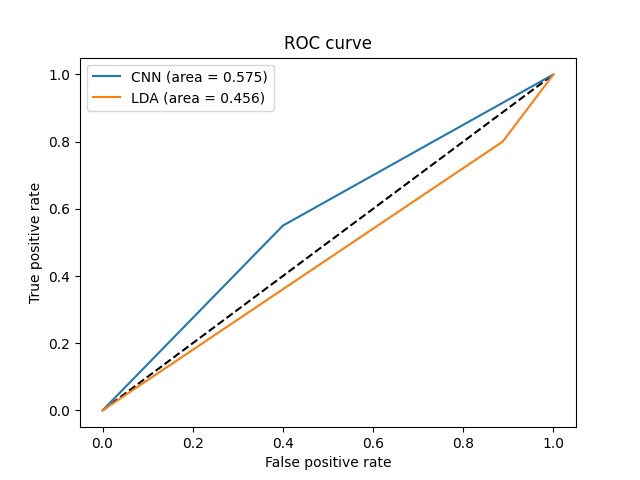 ROC curve
CNN (area = 0.575)
LDA (area = 0.456)
True positive rate
1.0
0.8
0.6
0.4
0.2
0.0
0.0 0.2 0.4 0.6 0.8 1.0
False positive rate